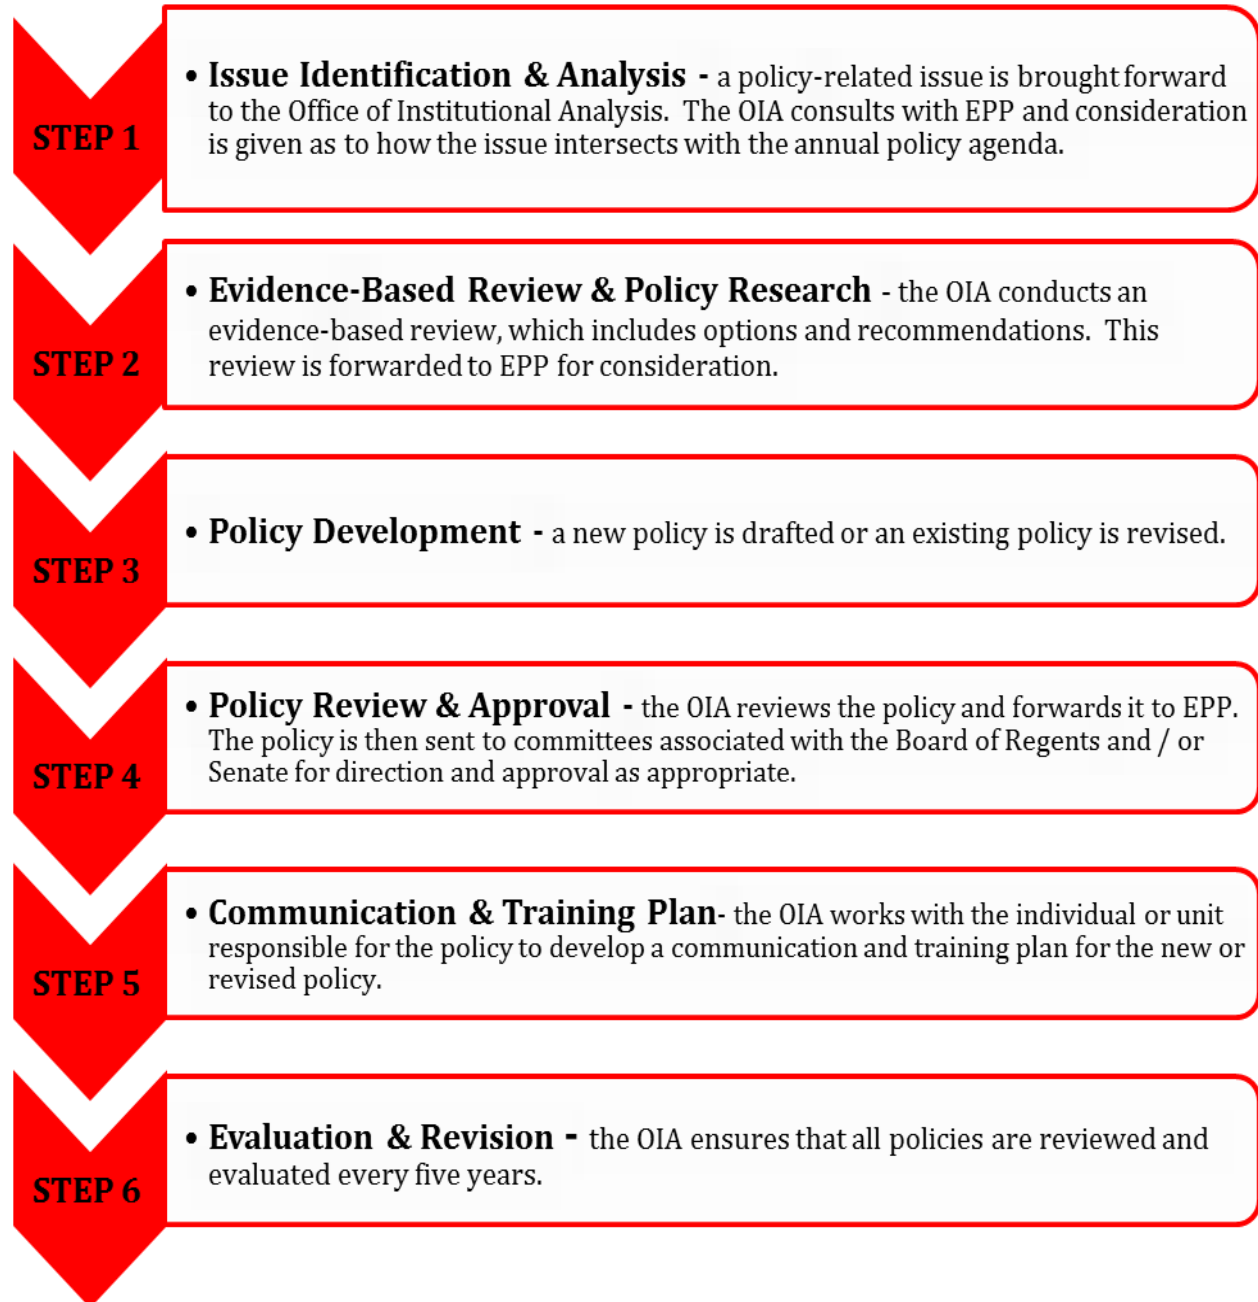 STEP 1
• Issue Identification & Analysis - a policy-related issue is brought forward
to the Office of Institutional Analysis. The OIA consults with EPP and consideration
is given as to how the issue intersects with the annual policy agenda.
STEP 2
• Evidence-Based Review & Policy Research - the OIA conducts an
evidence-based review, which includes options and recommendations. This
review is forwarded to EPP for consideration.
STEP 3
• Policy Development - a new policy is drafted or an existing policy is revised.
STEP 4
• Policy Review & Approval - the OIA reviews the policy and forwards it to EPP.
The policy is then sent to committees associated with the Board of Regents and / or
Senate for direction and approval as appropriate.
STEP 5
• Communication & Training Plan- the OIA works with the individual or unit
responsible for the policy to develop a communication and training plan for the new or
revised policy.
STEP 6
• Evaluation & Revision - the OIA ensures that all policies are reviewed and
evaluated every five years.